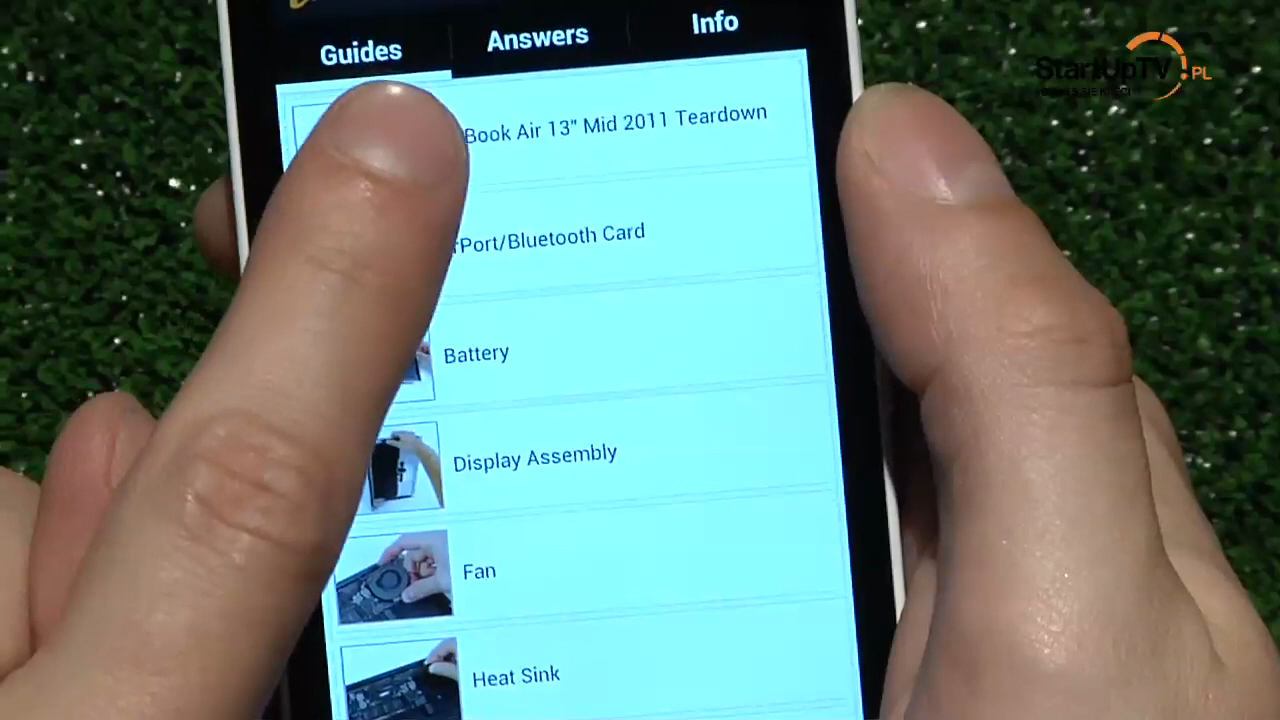 Guides
Answers
Info
Book Air 13" Mid 2011 Teardown
rPort/Bluetooth Card
Battery
Display Assembly
Fan
Heat Sink
StartUpTV!PL